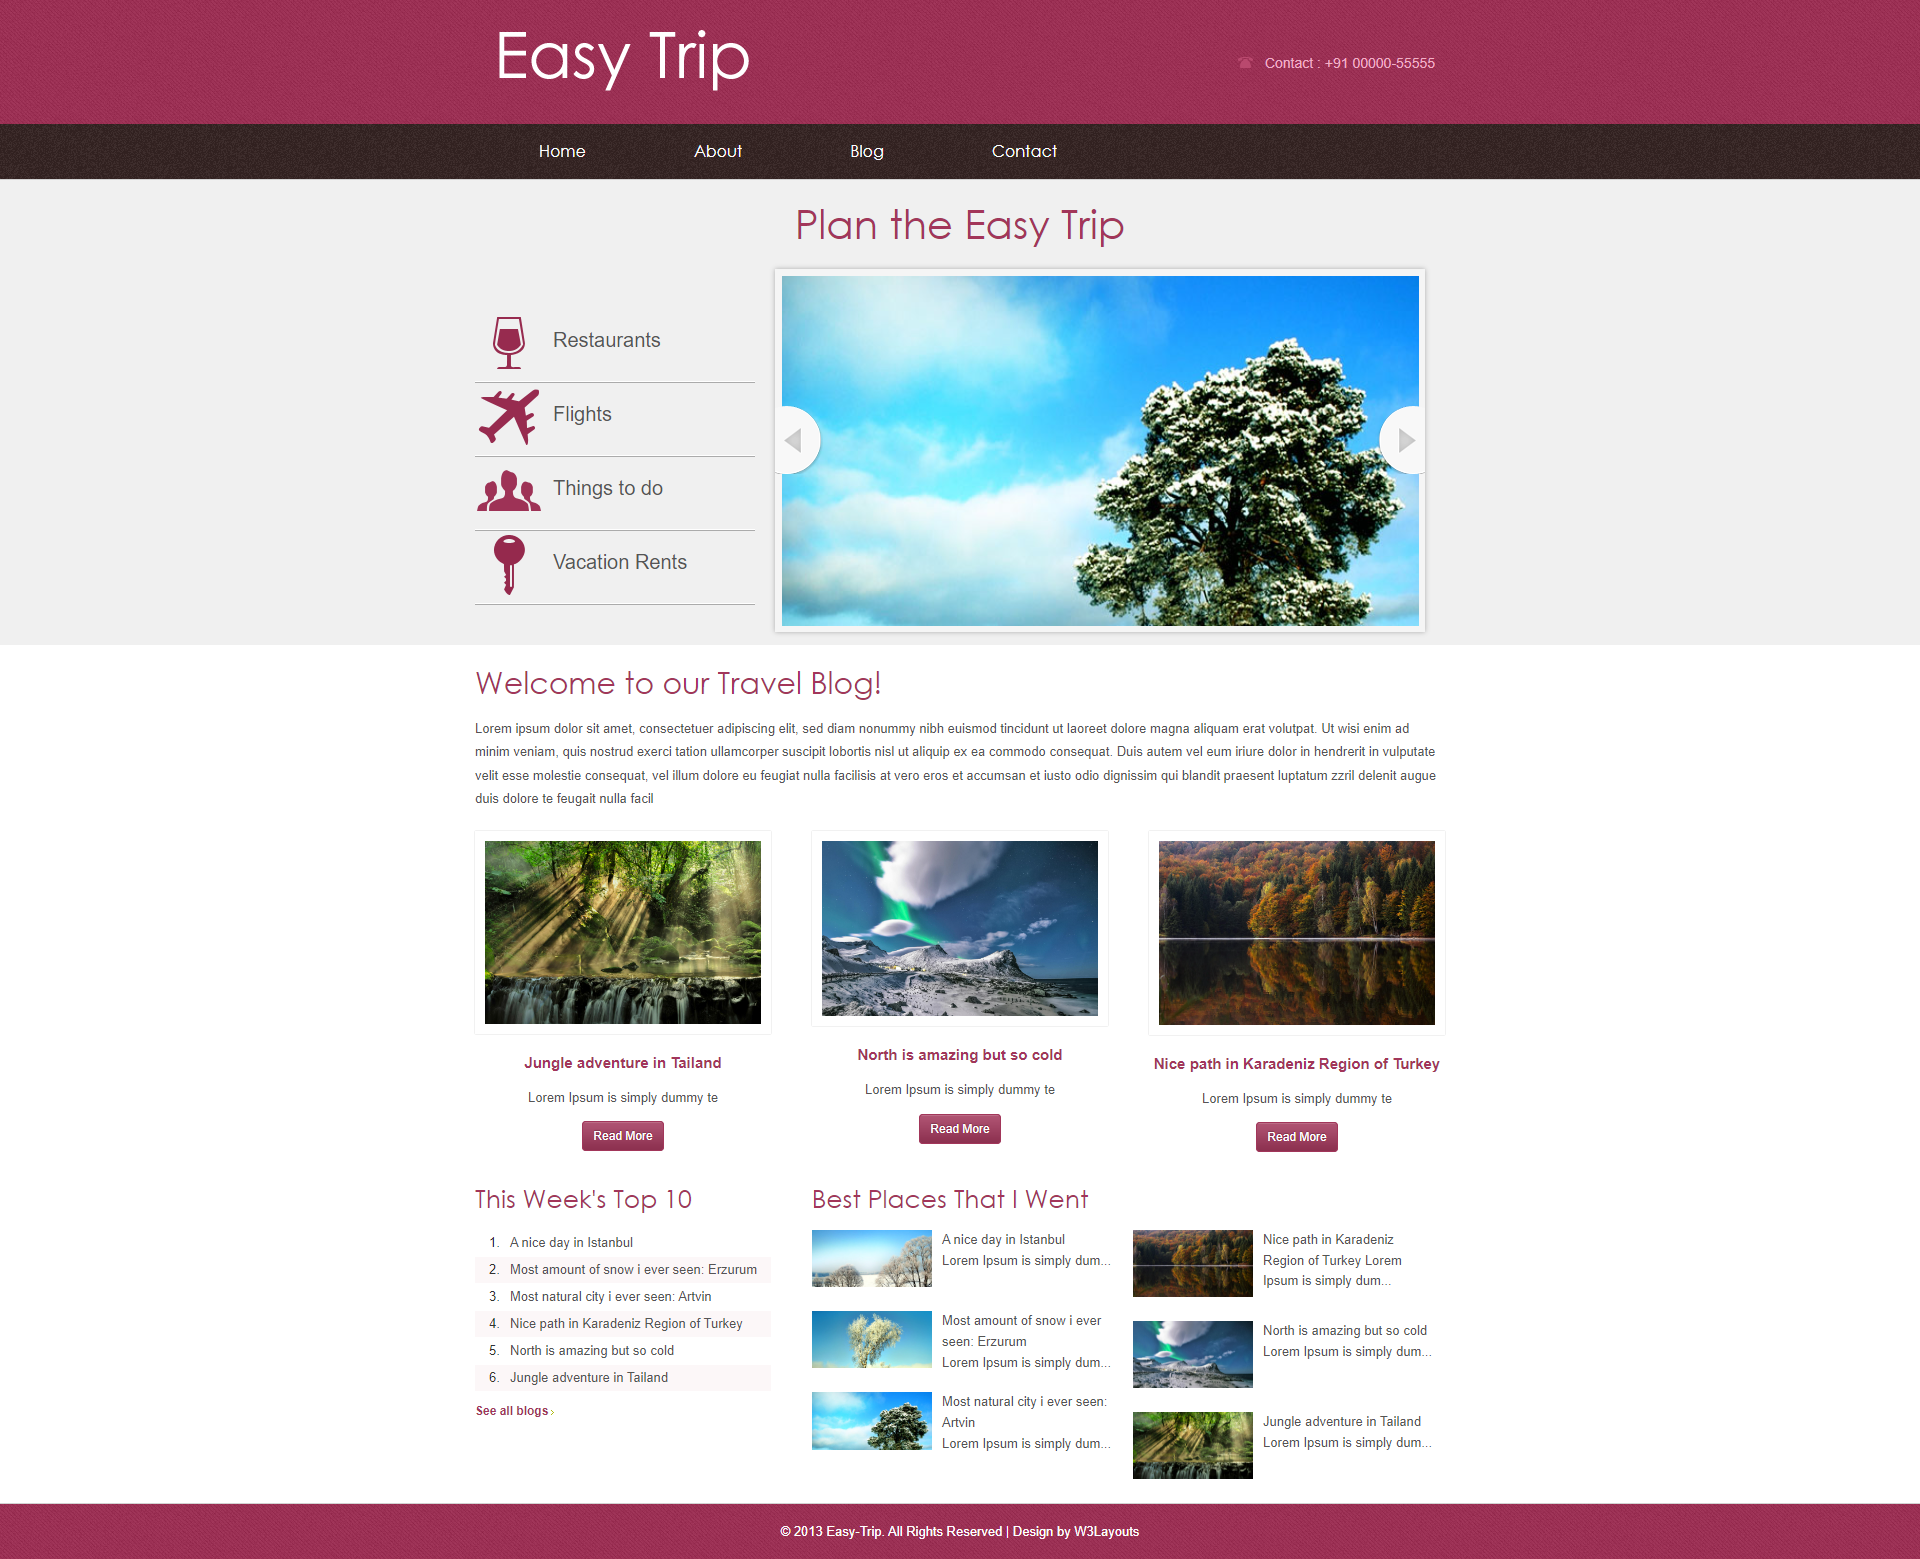 Easy Trip
Contact : +91 00000-55555
Home
About
Blog
Contact
Plan the Easy Trip
Restaurants
Flights
Things to do
Vacation Rents
Welcome to our Travel Blog!
Lorem ipsum dolor sit amet, consectetuer adipiscing elit, sed diam nonummy nibh euismod tincidunt ut laoreet dolore magna aliquam erat volutpat. Ut wisi enim ad
minim veniam, quis nostrud exerci tation ullamcorper suscipit lobortis nisl ut aliquip ex ea commodo consequat. Duis autem vel eum iriure dolor in hendrerit in vulputate
velit esse molestie consequat, vel illum dolore eu feugiat nulla facilisis at vero eros et accumsan et iusto odio dignissim qui blandit praesent luptatum zzril delenit augue
duis dolore te feugait nulla facil
Jungle adventure in Tailand
Lorem Ipsum is simply dummy te
Read More
North is amazing but so cold
Lorem Ipsum is simply dummy te
Read More
Nice path in Karadeniz Region of Turkey
Lorem Ipsum is simply dummy te
Read More
This Week's Top 10
1. A nice day in Istanbul
2. Most amount of snow i ever seen: Erzurum
3. Most natural city i ever seen: Artvin
4. Nice path in Karadeniz Region of Turkey
5. North is amazing but so cold
6. Jungle adventure in Tailand
See all blogs ›
Best Places That I Went
A nice day in Istanbul
Lorem Ipsum is simply dum...
Most amount of snow i ever
seen: Erzurum
Lorem Ipsum is simply dum...
Most natural city i ever seen:
Artvin
Lorem Ipsum is simply dum...
Nice path in Karadeniz
Region of Turkey Lorem
Ipsum is simply dum...
North is amazing but so cold
Lorem Ipsum is simply dum...
Jungle adventure in Tailand
Lorem Ipsum is simply dum...
© 2013 Easy-Trip. All Rights Reserved | Design by W3Layouts